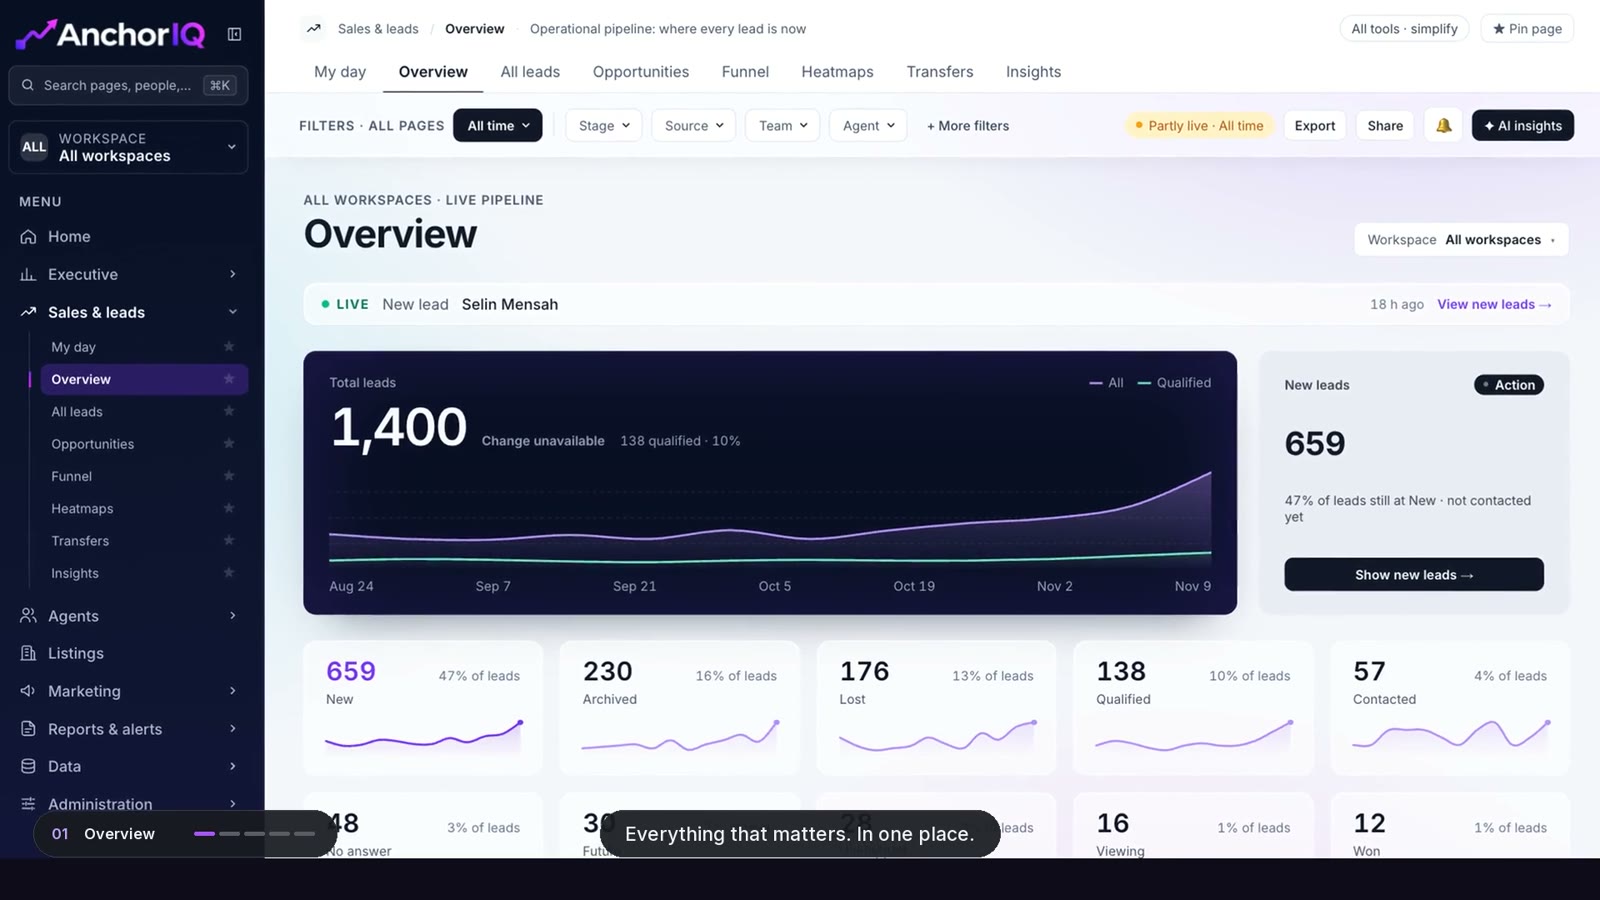 AnchorIQ
Search pages, people,... ⌘K
ALL
WORKSPACE
All workspaces
MENU
Home
Executive
Sales & leads
My day
Overview
All leads
Opportunities
Funnel
Heatmaps
Transfers
Insights
Agents
Listings
Marketing
Reports & alerts
Data
Administration
Sales & leads / Overview · Operational pipeline: where every lead is now
All tools · simplify
★ Pin page
My day Overview All leads Opportunities Funnel Heatmaps Transfers Insights
FILTERS · ALL PAGES All time Stage Source Team Agent + More filters
Partly live · All time Export Share AI insights
ALL WORKSPACES · LIVE PIPELINE
Overview
Workspace All workspaces
LIVE New lead Selin Mensah
18 h ago View new leads →
Total leads
All Qualified
1,400 Change unavailable 138 qualified · 10%
Aug 24 Sep 7 Sep 21 Oct 5 Oct 19 Nov 2 Nov 9
New leads
Action
659
47% of leads still at New · not contacted
yet
Show new leads →
659 47% of leads
New
230 16% of leads
Archived
176 13% of leads
Lost
138 10% of leads
Qualified
57 4% of leads
Contacted
48 3% of leads
No answer
30
28 leads
16 1% of leads
Viewing
12 1% of leads
Won
01 Overview
Everything that matters. In one place.